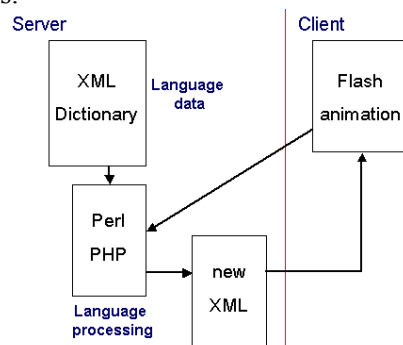 s.
Server
Client
XML
Dictionary
Language
data
Flash
animation
Perl
PHP
Language
processing
new
XML